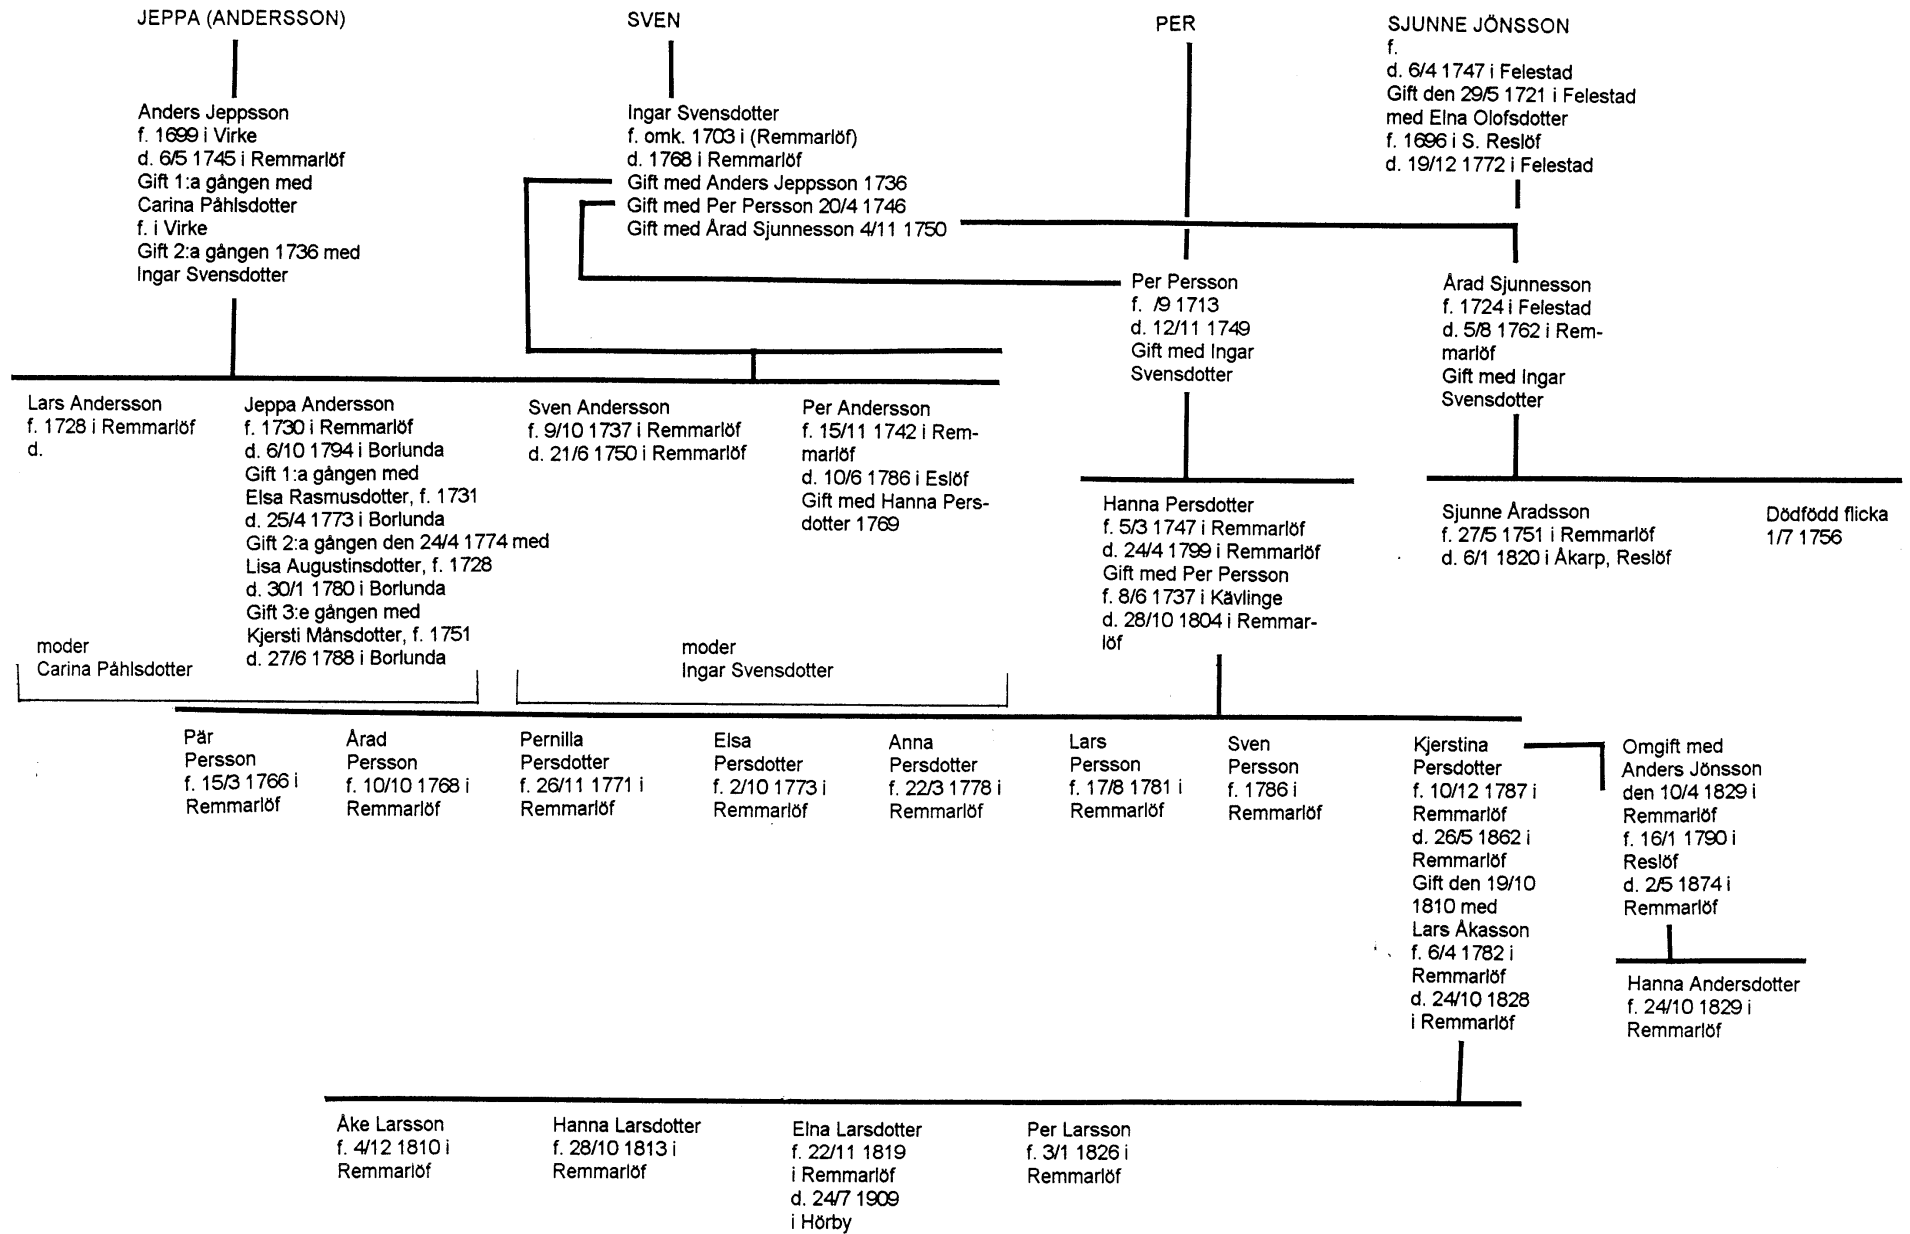 JEPPA (ANDERSSON)
Anders Jeppsson
f. 1699 i Virke
d. 6/5 1745 i Remmarlöf
Gift 1:a gången med
Carina Påhlsdotter
f. i Virke
Gift 2:a gången 1736 med
Ingar Svensdotter
SVEN
Ingar Svensdotter
f. omk. 1703 i (Remmarlöf)
d. 1768 i Remmarlöf
Gift med Anders Jeppsson 1736
Gift med Per Persson 20/4 1746
Gift med Årad Sjunnesson 4/11 1750
PER
Per Persson
f. /9 1713
d. 12/11 1749
Gift med Ingar
Svensdotter
SJUNNE JÖNSSON
f.
d. 6/4 1747 i Felestad
Gift den 29/5 1721 i Felestad
med Elna Olofsdotter
f. 1696 i S. Reslöf
d. 19/12 1772 i Felestad
Årad Sjunnesson
f. 1724 i Felestad
d. 5/8 1762 i Rem-
marlöf
Gift med Ingar
Svensdotter
Lars Andersson
f. 1728 i Remmarlöf
d.
Jeppa Andersson
f. 1730 i Remmarlöf
d. 6/10 1794 i Borlunda
Gift 1:a gången med
Elsa Rasmusdotter, f. 1731
d. 25/4 1773 i Borlunda
Gift 2:a gången den 24/4 1774 med
Lisa Augustinsdotter, f. 1728
d. 30/1 1780 i Borlunda
Gift 3:e gången med
Kjersti Månsdotter, f. 1751
d. 27/6 1788 i Borlunda
moder
Carina Påhlsdotter
Sven Andersson
f. 9/10 1737 i Remmarlöf
d. 21/6 1750 i Remmarlöf
Per Andersson
f. 15/11 1742 i Rem-
marlöf
d. 10/6 1786 i Eslöf
Gift med Hanna Pers-
dotter 1769
moder
Ingar Svensdotter
Hanna Persdotter
f. 5/3 1747 i Remmarlöf
d. 24/4 1799 i Remmarlöf
Gift med Per Persson
f. 8/6 1737 i Kävlinge
d. 28/10 1804 i Remmar-
löf
Sjunne Åradsson
f. 27/5 1751 i Remmarlöf
d. 6/1 1820 i Åkarp, Reslöf
Dödfödd flicka
1/7 1756
Pär
Persson
f. 15/3 1766 i
Remmarlöf
Årad
Persson
f. 10/10 1768 i
Remmarlöf
Pernilla
Persdotter
f. 26/11 1771 i
Remmarlöf
Elsa
Persdotter
f. 2/10 1773 i
Remmarlöf
Anna
Persdotter
f. 22/3 1778 i
Remmarlöf
Lars
Persson
f. 17/8 1781 i
Remmarlöf
Sven
Persson
f. 1786 i
Remmarlöf
Kjerstina
Persdotter
f. 10/12 1787 i
Remmarlöf
d. 26/5 1862 i
Remmarlöf
Gift den 19/10
1810 med
Lars Åkasson
f. 6/4 1782 i
Remmarlöf
d. 24/10 1828
i Remmarlöf
Omgift med
Anders Jönsson
den 10/4 1829 i
Remmarlöf
f. 16/1 1790 i
Reslöf
d. 2/5 1874 i
Remmarlöf
Hanna Andersdotter
f. 24/10 1829 i
Remmarlöf
Åke Larsson
f. 4/12 1810 i
Remmarlöf
Hanna Larsdotter
f. 28/10 1813 i
Remmarlöf
Elna Larsdotter
f. 22/11 1819
i Remmarlöf
d. 24/7 1909
i Hörby
Per Larsson
f. 3/1 1826 i
Remmarlöf